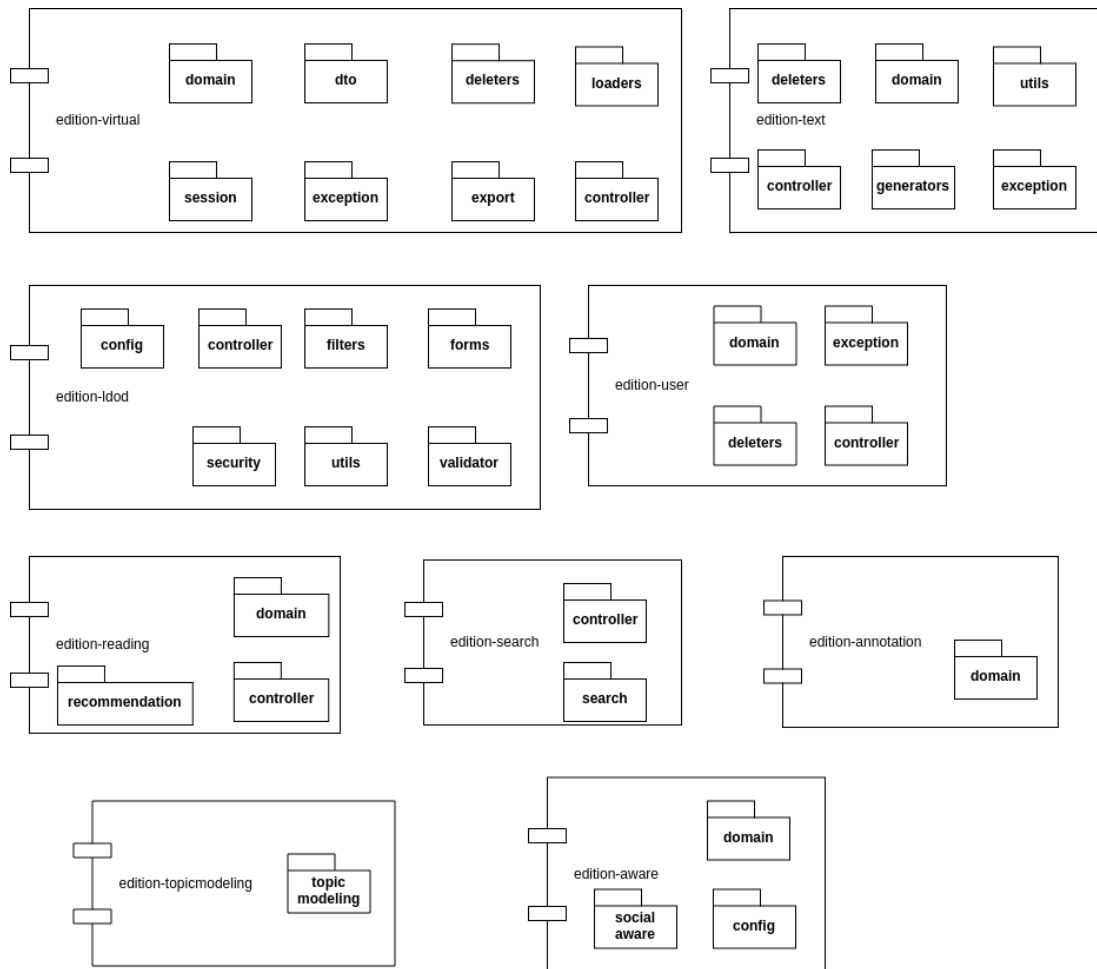 domain
dto
deleters
loaders
edition-virtual
session
exception
export
controller
deleters
domain
utils
edition-text
controller
generators
exception
config
controller
filters
forms
edition-ldod
security
utils
validator
domain
exception
edition-user
deleters
controller
domain
edition-reading
recommendation
controller
controller
edition-search
search
edition-annotation
domain
topic
modeling
edition-topicmodeling
domain
edition-aware
social
aware
config